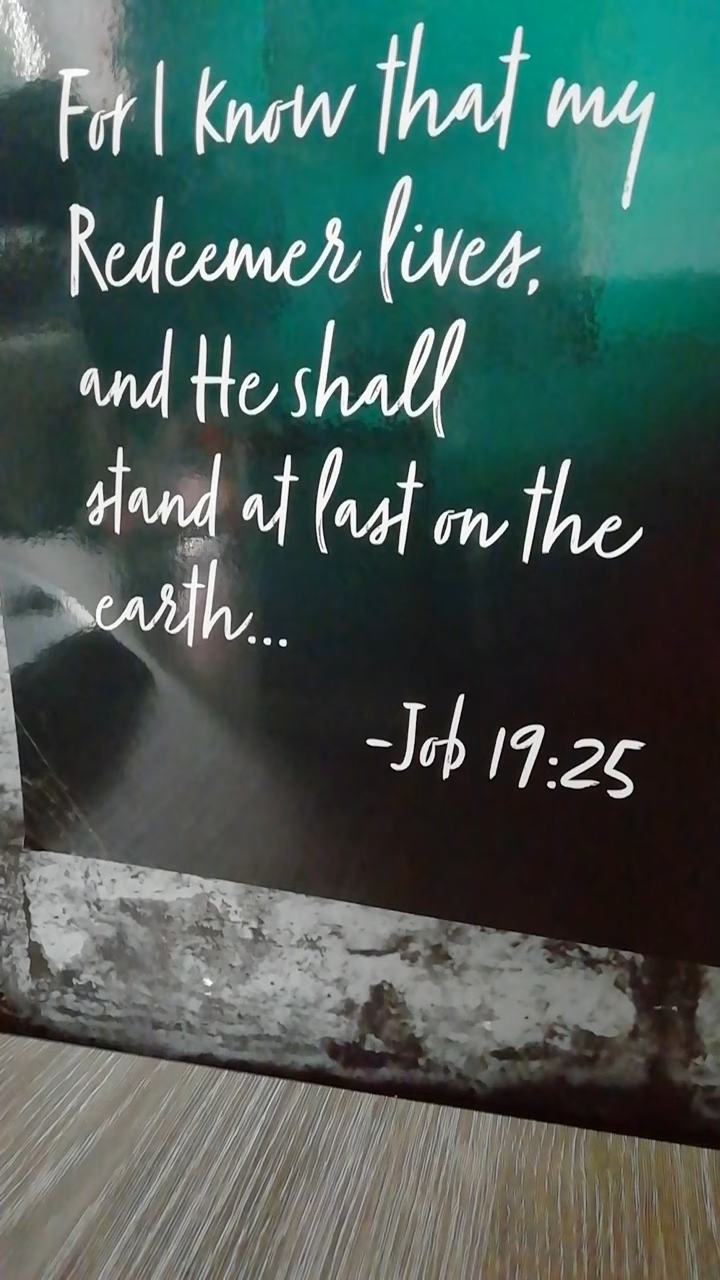 For I know that my
Redeemer lives,
and He shall
stand at last on the
earth...
-Job 19:25